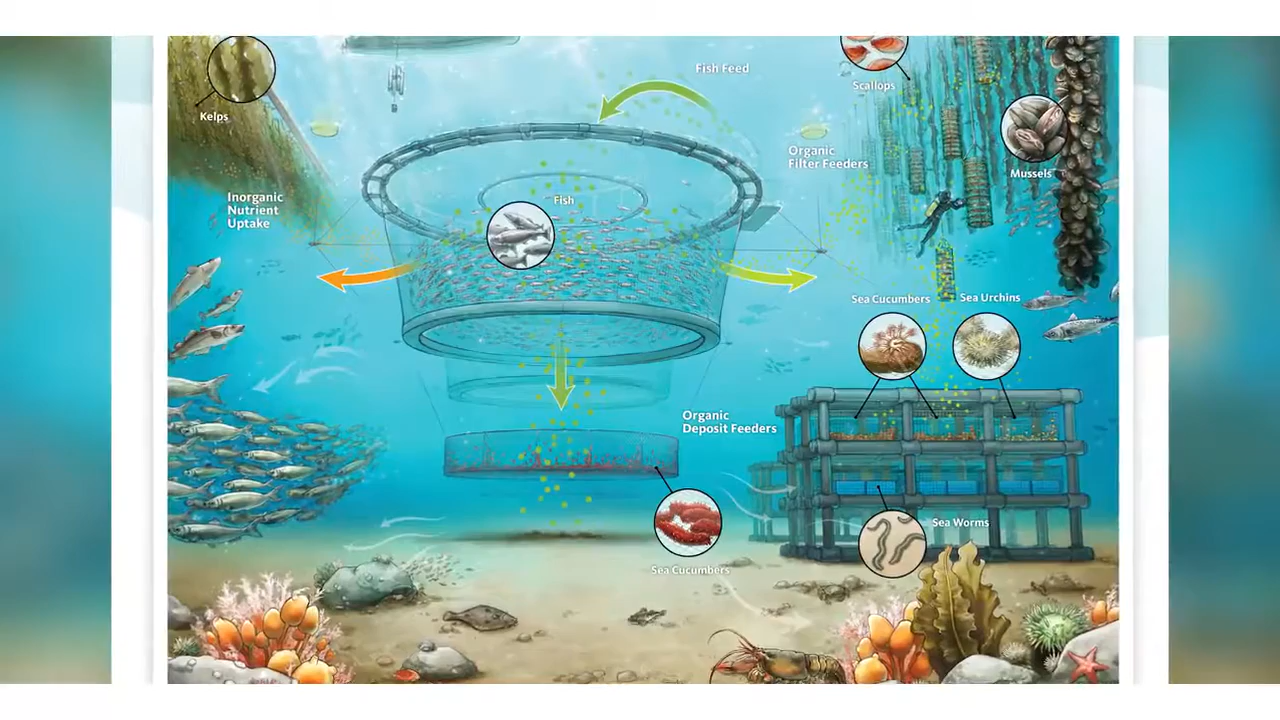 Fish Feed
Scallops
Kelps
Organic
Filter Feeders
Mussels
Inorganic
Nutrient
Uptake
Fish
Sea Cucumbers
Sea Urchins
Organic
Deposit Feeders
Sea Worms
Sea Cucumbers